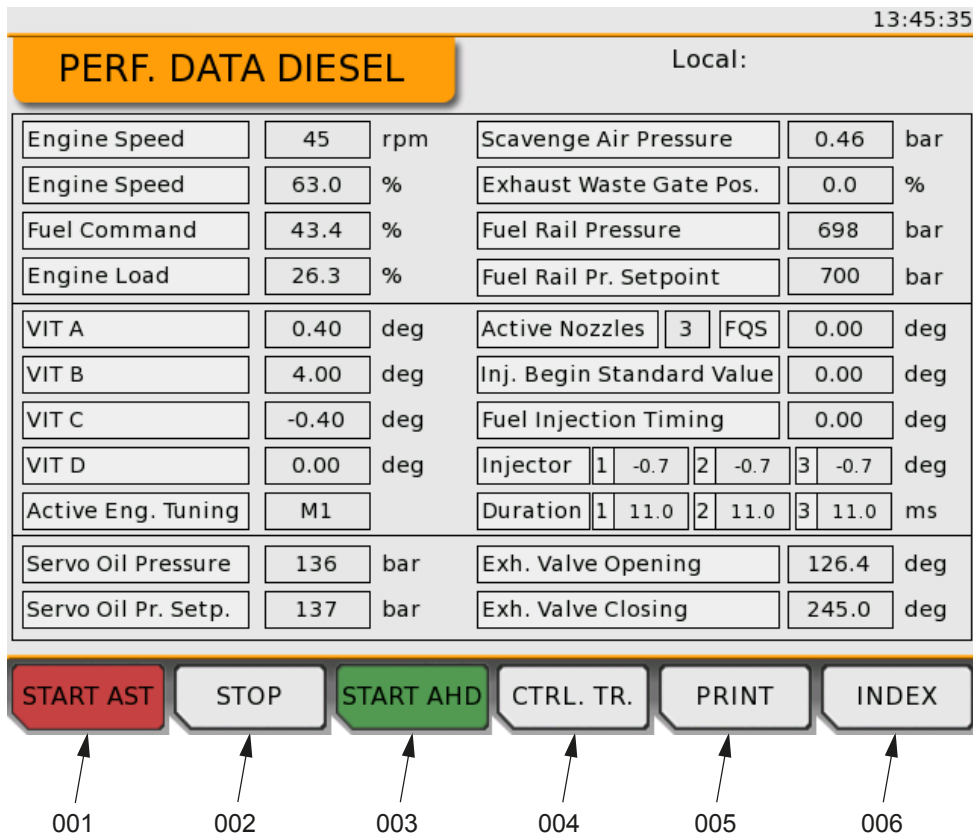 13:45:35
PERF. DATA DIESEL
Local:
Engine Speed 45 rpm Scavenge Air Pressure 0.46 bar
Engine Speed 63.0 % Exhaust Waste Gate Pos. 0.0 %
Fuel Command 43.4 % Fuel Rail Pressure 698 bar
Engine Load 26.3 % Fuel Rail Pr. Setpoint 700 bar
VIT A 0.40 deg Active Nozzles 3 FQS 0.00 deg
VIT B 4.00 deg Inj. Begin Standard Value 0.00 deg
VIT C -0.40 deg Fuel Injection Timing 0.00 deg
VIT D 0.00 deg Injector 1 -0.7 2 -0.7 3 -0.7 deg
Active Eng. Tuning M1 Duration 1 11.0 2 11.0 3 11.0 ms
Servo Oil Pressure 136 bar Exh. Valve Opening 126.4 deg
Servo Oil Pr. Setp. 137 bar Exh. Valve Closing 245.0 deg
START AST STOP START AHD CTRL. TR. PRINT INDEX
001 002 003 004 005 006